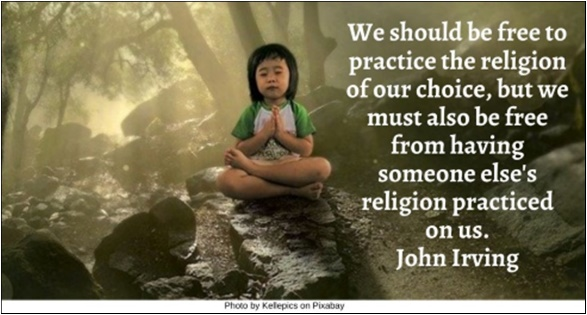 We should be free to
practice the religion
of our choice, but we
must also be free
from having
someone else's
religion practiced
on us.
John Irving
Photo by Kellepics on Pixabay